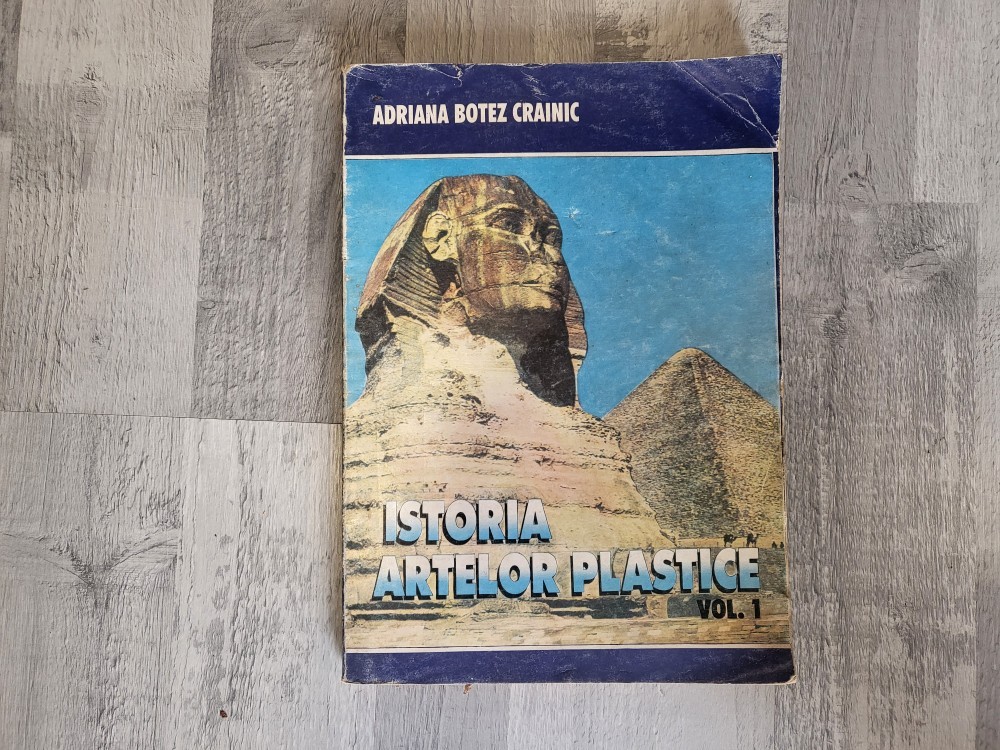 ADRIANA BOTEZ CRAINIC
ISTORIA
ARTELOR PLASTICE
VOL. 1